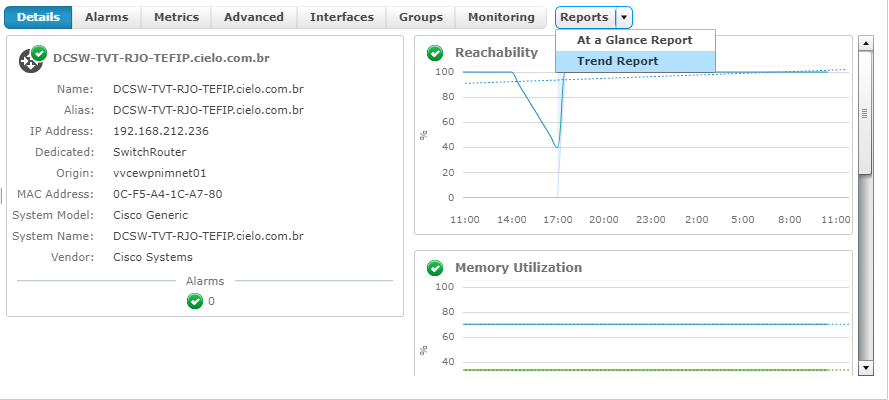 Details Alarms Metrics Advanced Interfaces Groups Monitoring Reports
At a Glance Report
Trend Report
DCSW-TVT-RJO-TEFIP.cielo.com.br
Name: DCSW-TVT-RJO-TEFIP.cielo.com.br
Alias: DCSW-TVT-RJO-TEFIP.cielo.com.br
IP Address: 192.168.212.236
Dedicated: SwitchRouter
Origin: vvcewpnimnet01
MAC Address: 0C-F5-A4-1C-A7-80
System Model: Cisco Generic
System Name: DCSW-TVT-RJO-TEFIP.cielo.com.br
Vendor: Cisco Systems
Alarms
0
Reachability
100
80
60
%
40
20
0
11:00 14:00 17:00 20:00 23:00 2:00 5:00 8:00 11:00
Memory Utilization
100
80
60
%
40